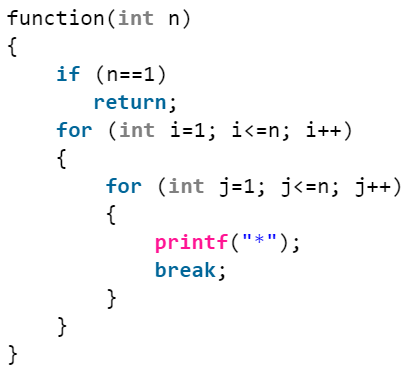 function(int n)
{
    if (n==1)
       return;
    for (int i=1; i<=n; i++)
    {
        for (int j=1; j<=n; j++)
        {
            printf("*");
            break;
        }
    }
}